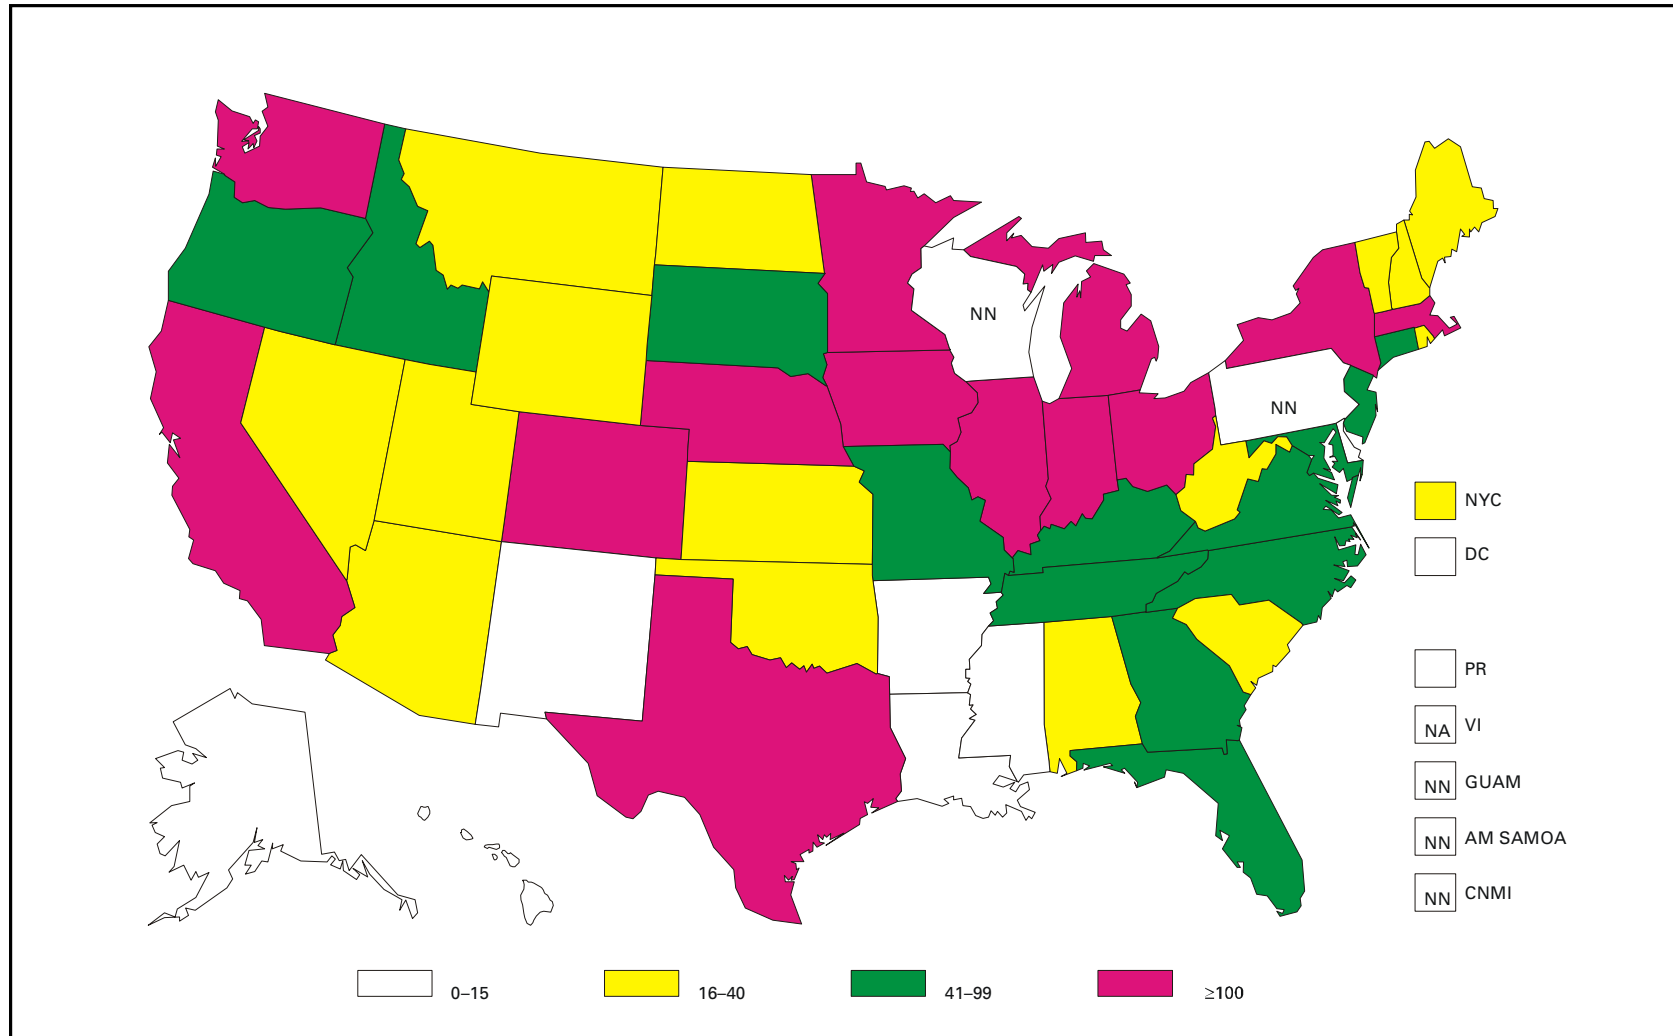 NN
NN
NYC
DC
PR
NA VI
NN GUAM
NN AM SAMOA
NN CNMI
0–15 16–40 41–99 ≥100